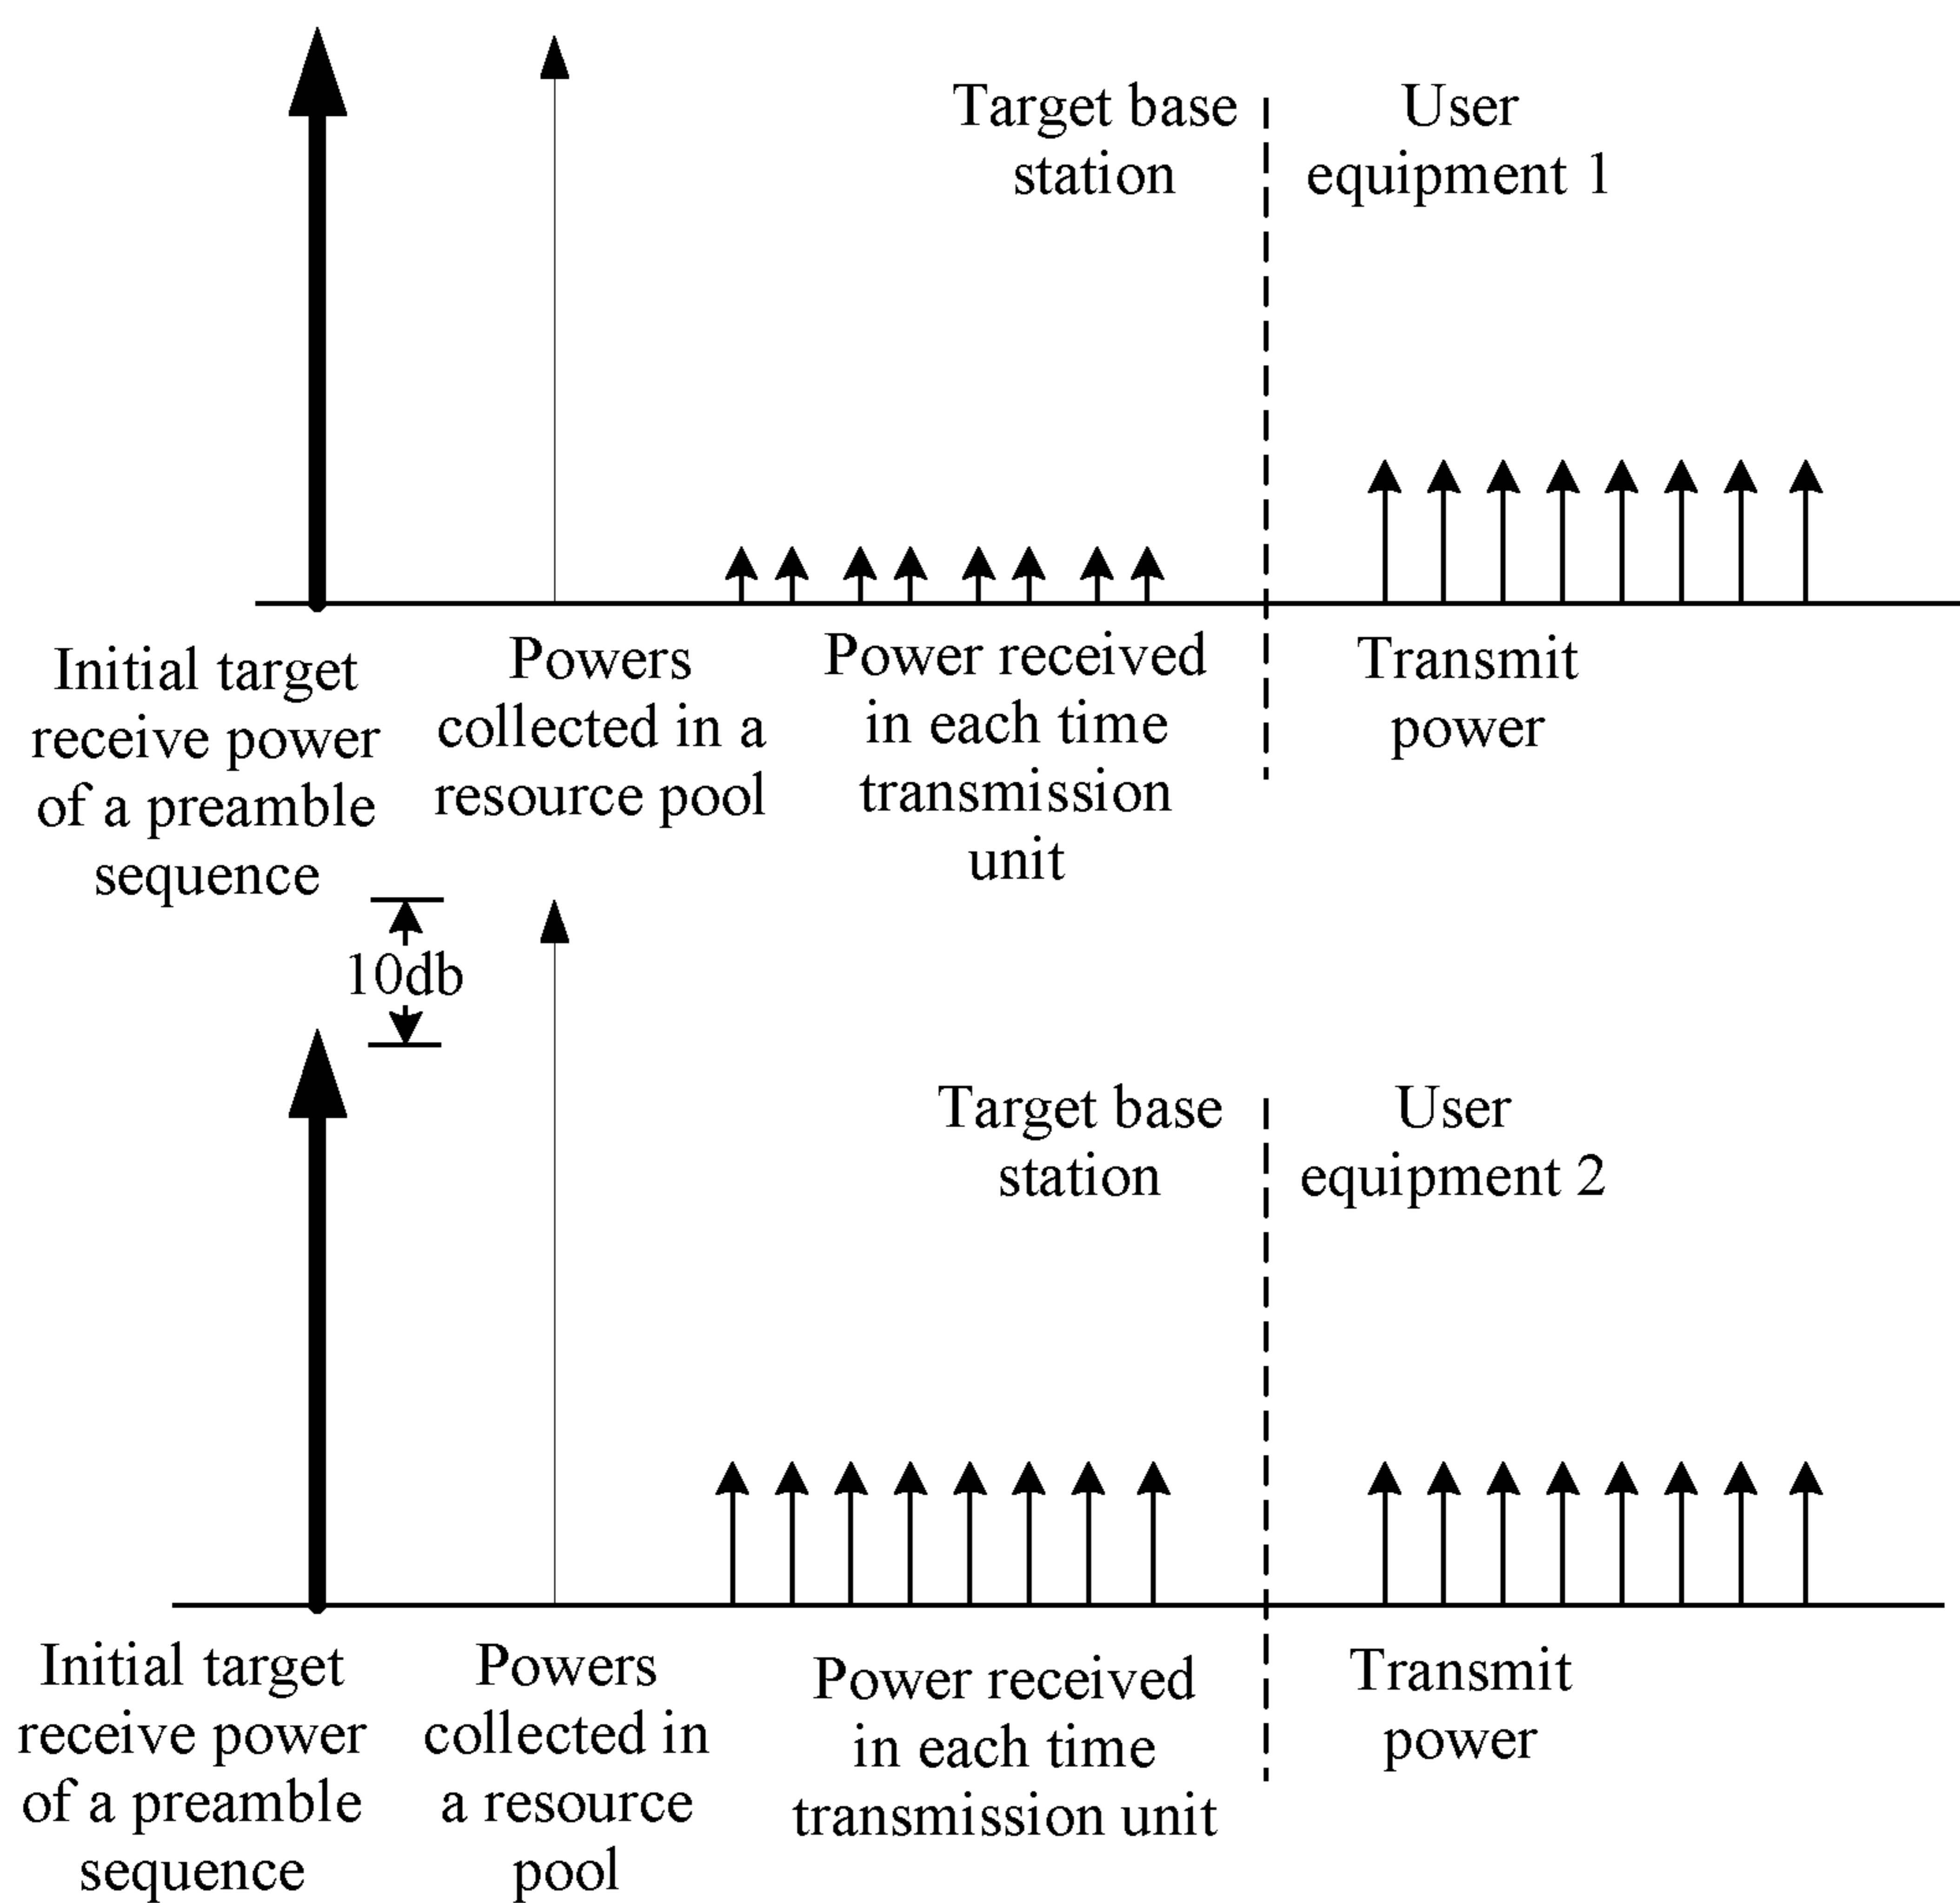 Target base
station
User
equipment 1
Initial target
receive power
of a preamble
sequence
Powers
collected in a
resource pool
Power received
in each time
transmission
unit
Transmit
power
10db
Target base
station
User
equipment 2
Initial target
receive power
of a preamble
sequence
Powers
collected in
a resource
pool
Power received
in each time
transmission unit
Transmit
power